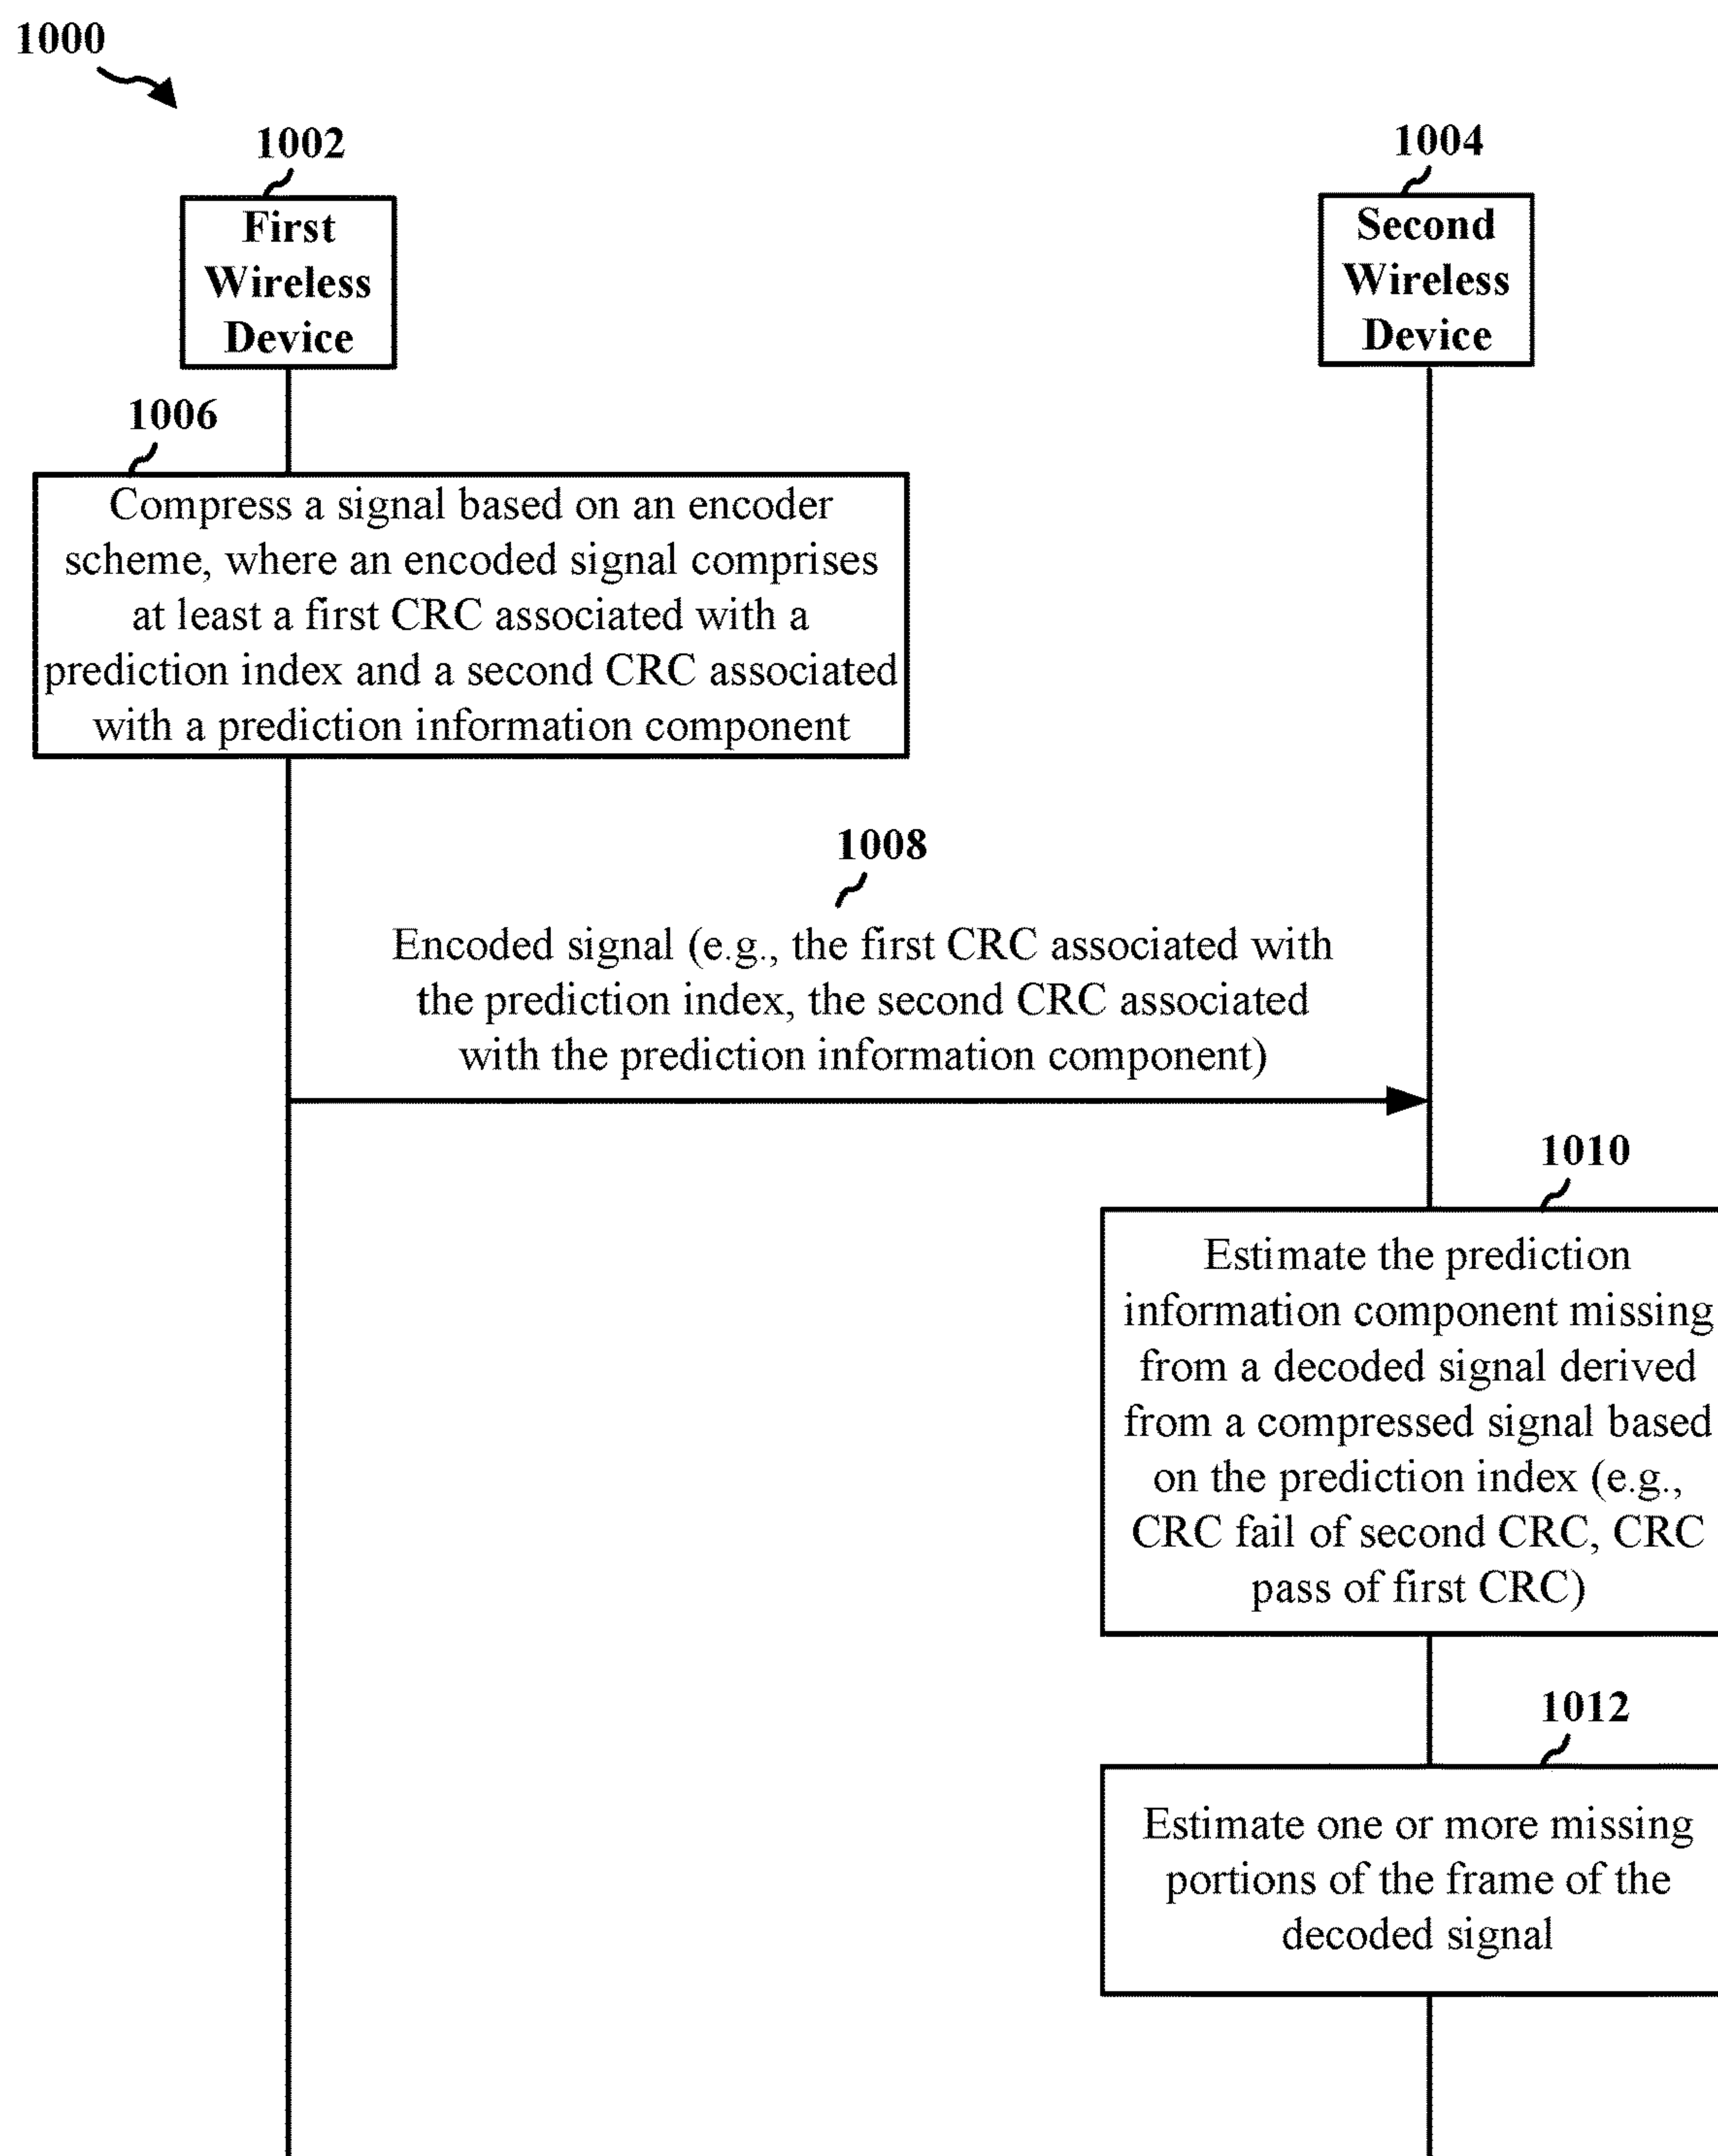 1000
1002
First
Wireless
Device
1004
Second
Wireless
Device
1006
Compress a signal based on an encoder
scheme, where an encoded signal comprises
at least a first CRC associated with a
prediction index and a second CRC associated
with a prediction information component
1008
Encoded signal (e.g., the first CRC associated with
the prediction index, the second CRC associated
with the prediction information component)
1010
Estimate the prediction
information component missing
from a decoded signal derived
from a compressed signal based
on the prediction index (e.g.,
CRC fail of second CRC, CRC
pass of first CRC)
1012
Estimate one or more missing
portions of the frame of the
decoded signal